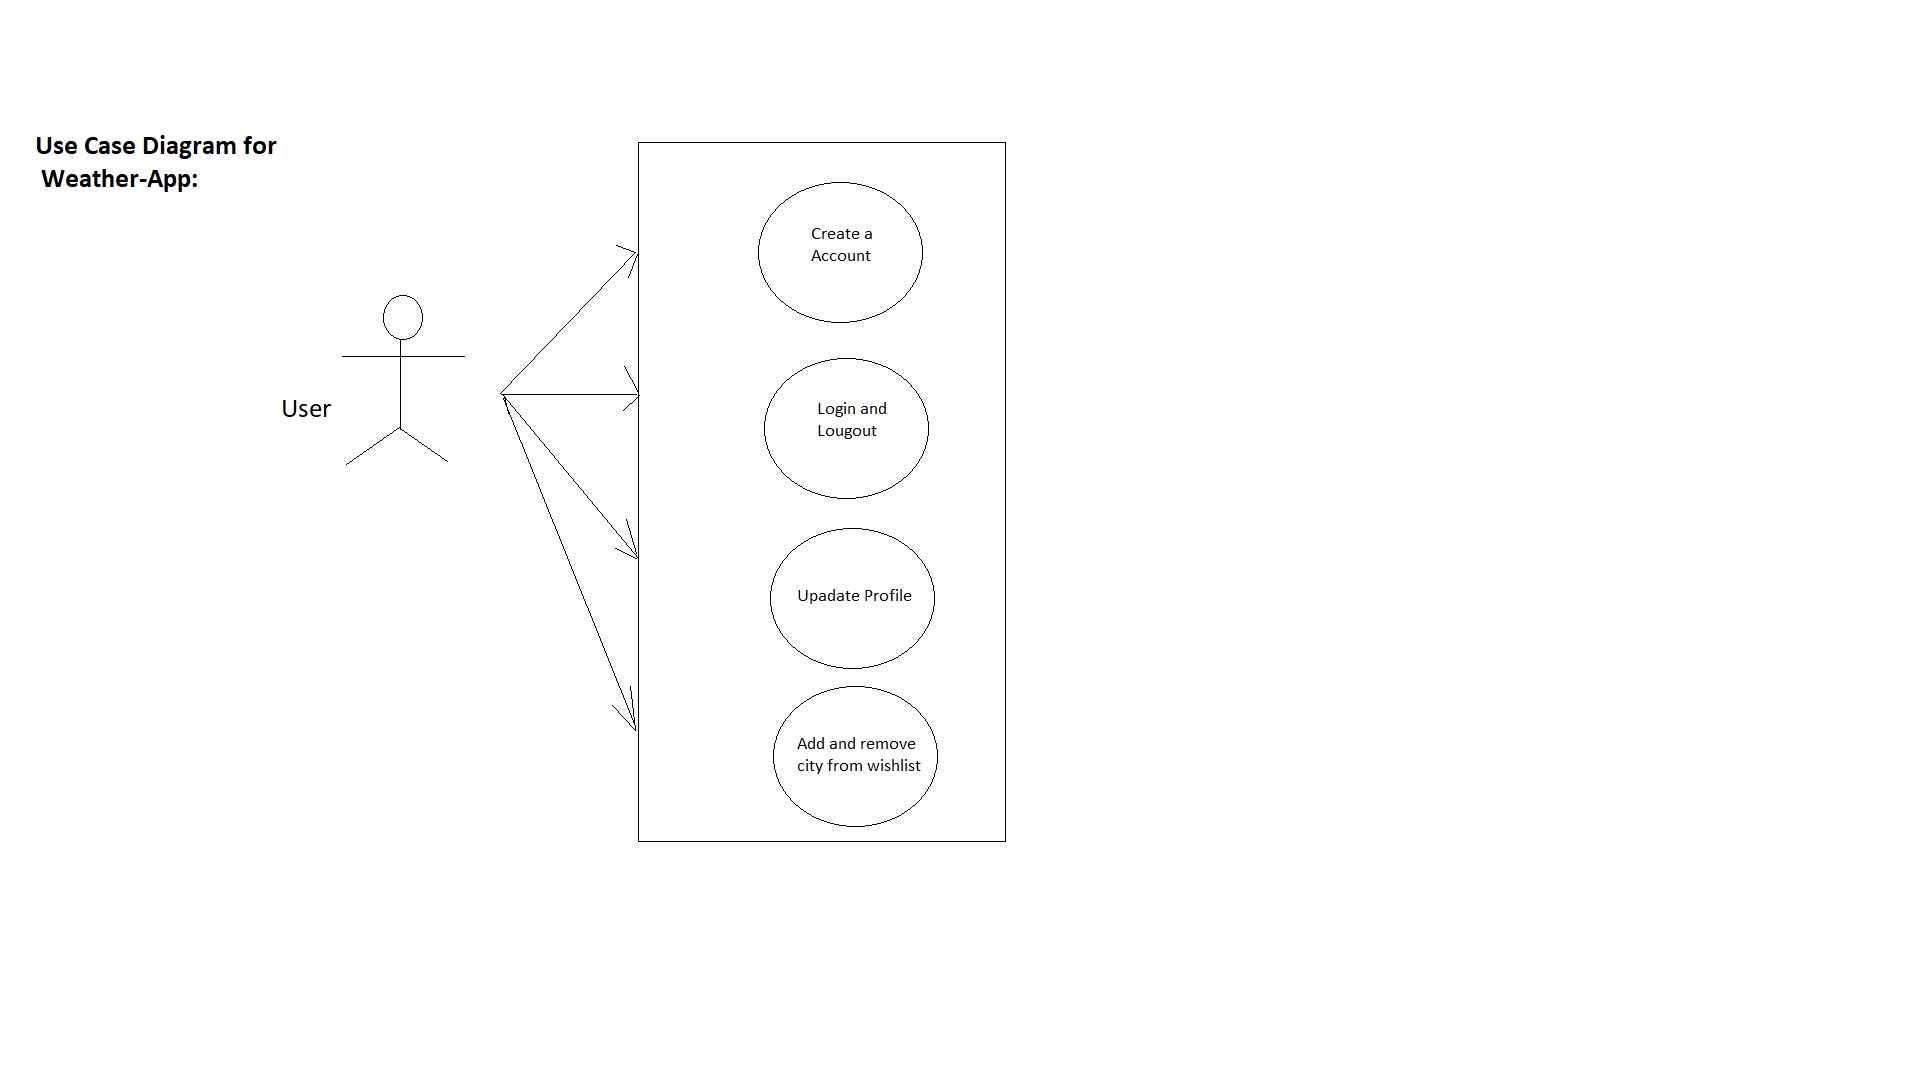 Use Case Diagram for
Weather-App:
User
Create a
Account
Login and
Lougout
Upadate Profile
Add and remove
city from wishlist